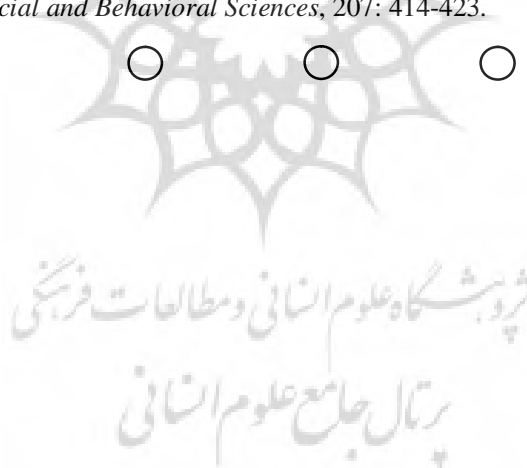 cial and Behavioral Sciences, 207: 414-423.
پژوهشگاه علوم انسانی و مطالعات فرهنگی
پرتال جامع علوم انسانی